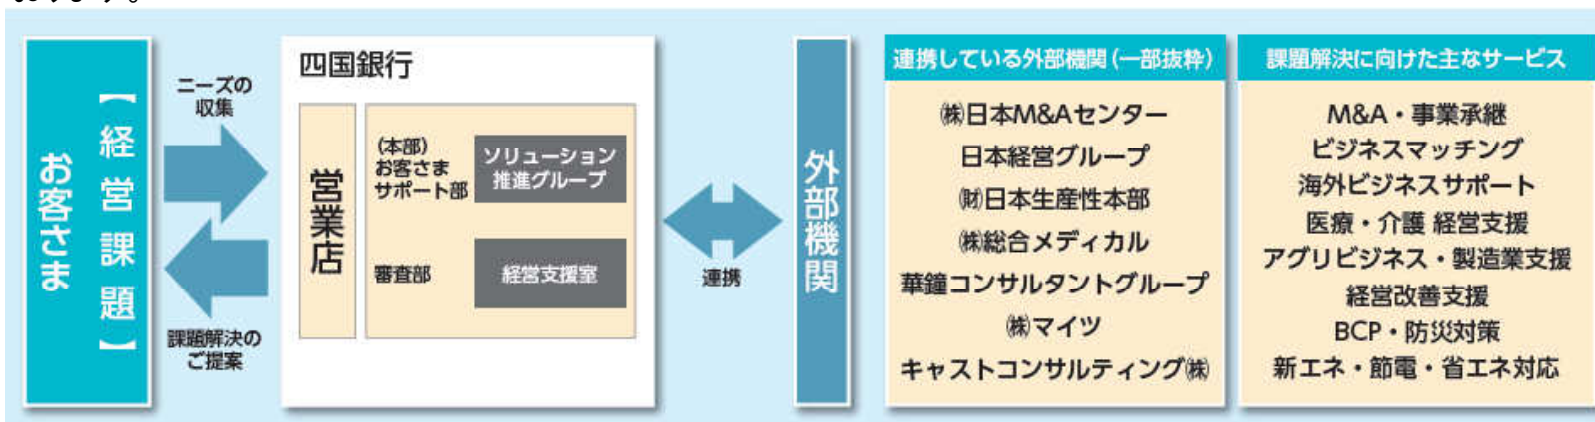 おります。
お客さま
【経営課題】
ニーズの
収集
課題解決の
ご提案
四国銀行
営業店
(本部)
お客さま
サポート部
ソリューション
推進グループ
審査部
経営支援室
連携
外部機関
連携している外部機関(一部抜粋)
㈱日本M&Aセンター
日本経営グループ
㈶日本生産性本部
㈱総合メディカル
華鐘コンサルタントグループ
㈱マイツ
キャストコンサルティング㈱
課題解決に向けた主なサービス
M&A・事業承継
ビジネスマッチング
海外ビジネスサポート
医療・介護 経営支援
アグリビジネス・製造業支援
経営改善支援
BCP・防災対策
新エネ・節電・省エネ対応